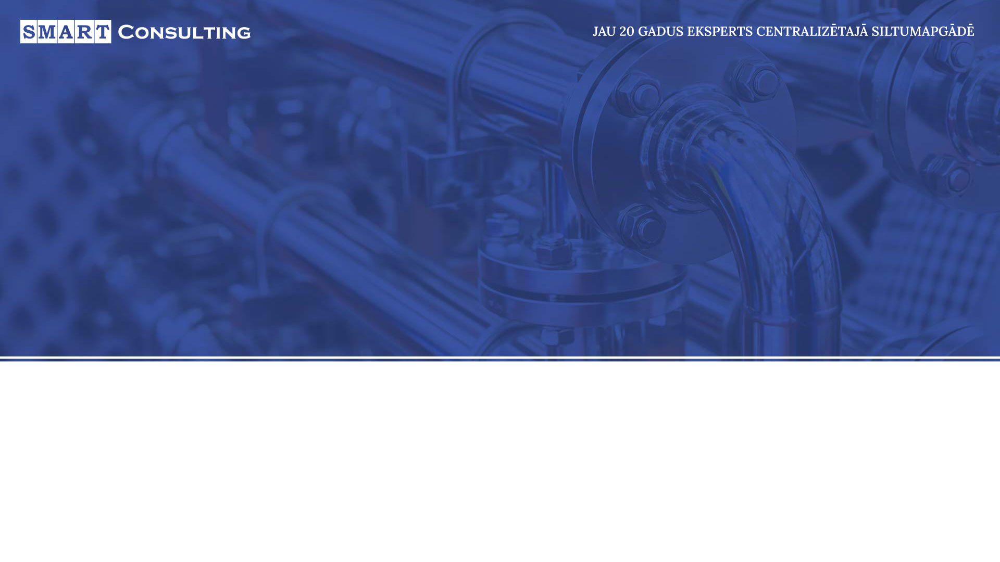 SMART CONSULTING
JAU 20 GADUS EKSPERTS CENTRALIZĒTAJĀ SILTUMAPGĀDĒ